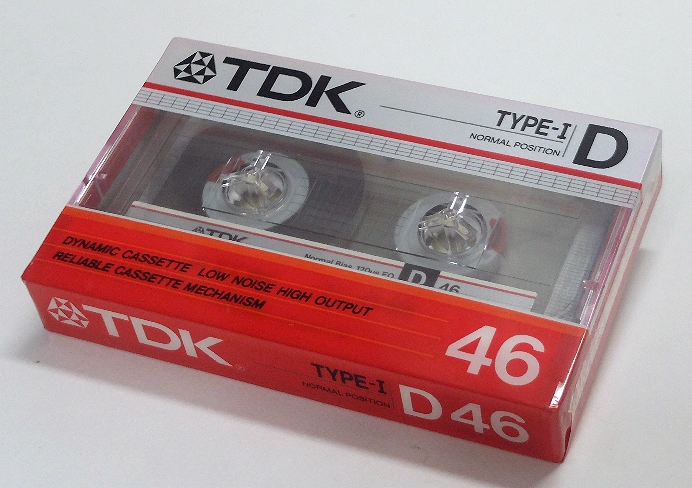 TDK®
TYPE-I
NORMAL POSITION
D
TDK
Normal Bias 120μs EQ
D 46
DYNAMIC CASSETTE LOW NOISE HIGH OUTPUT
RELIABLE CASSETTE MECHANISM
46
TDK®
TYPE-I
NORMAL POSITION
D46